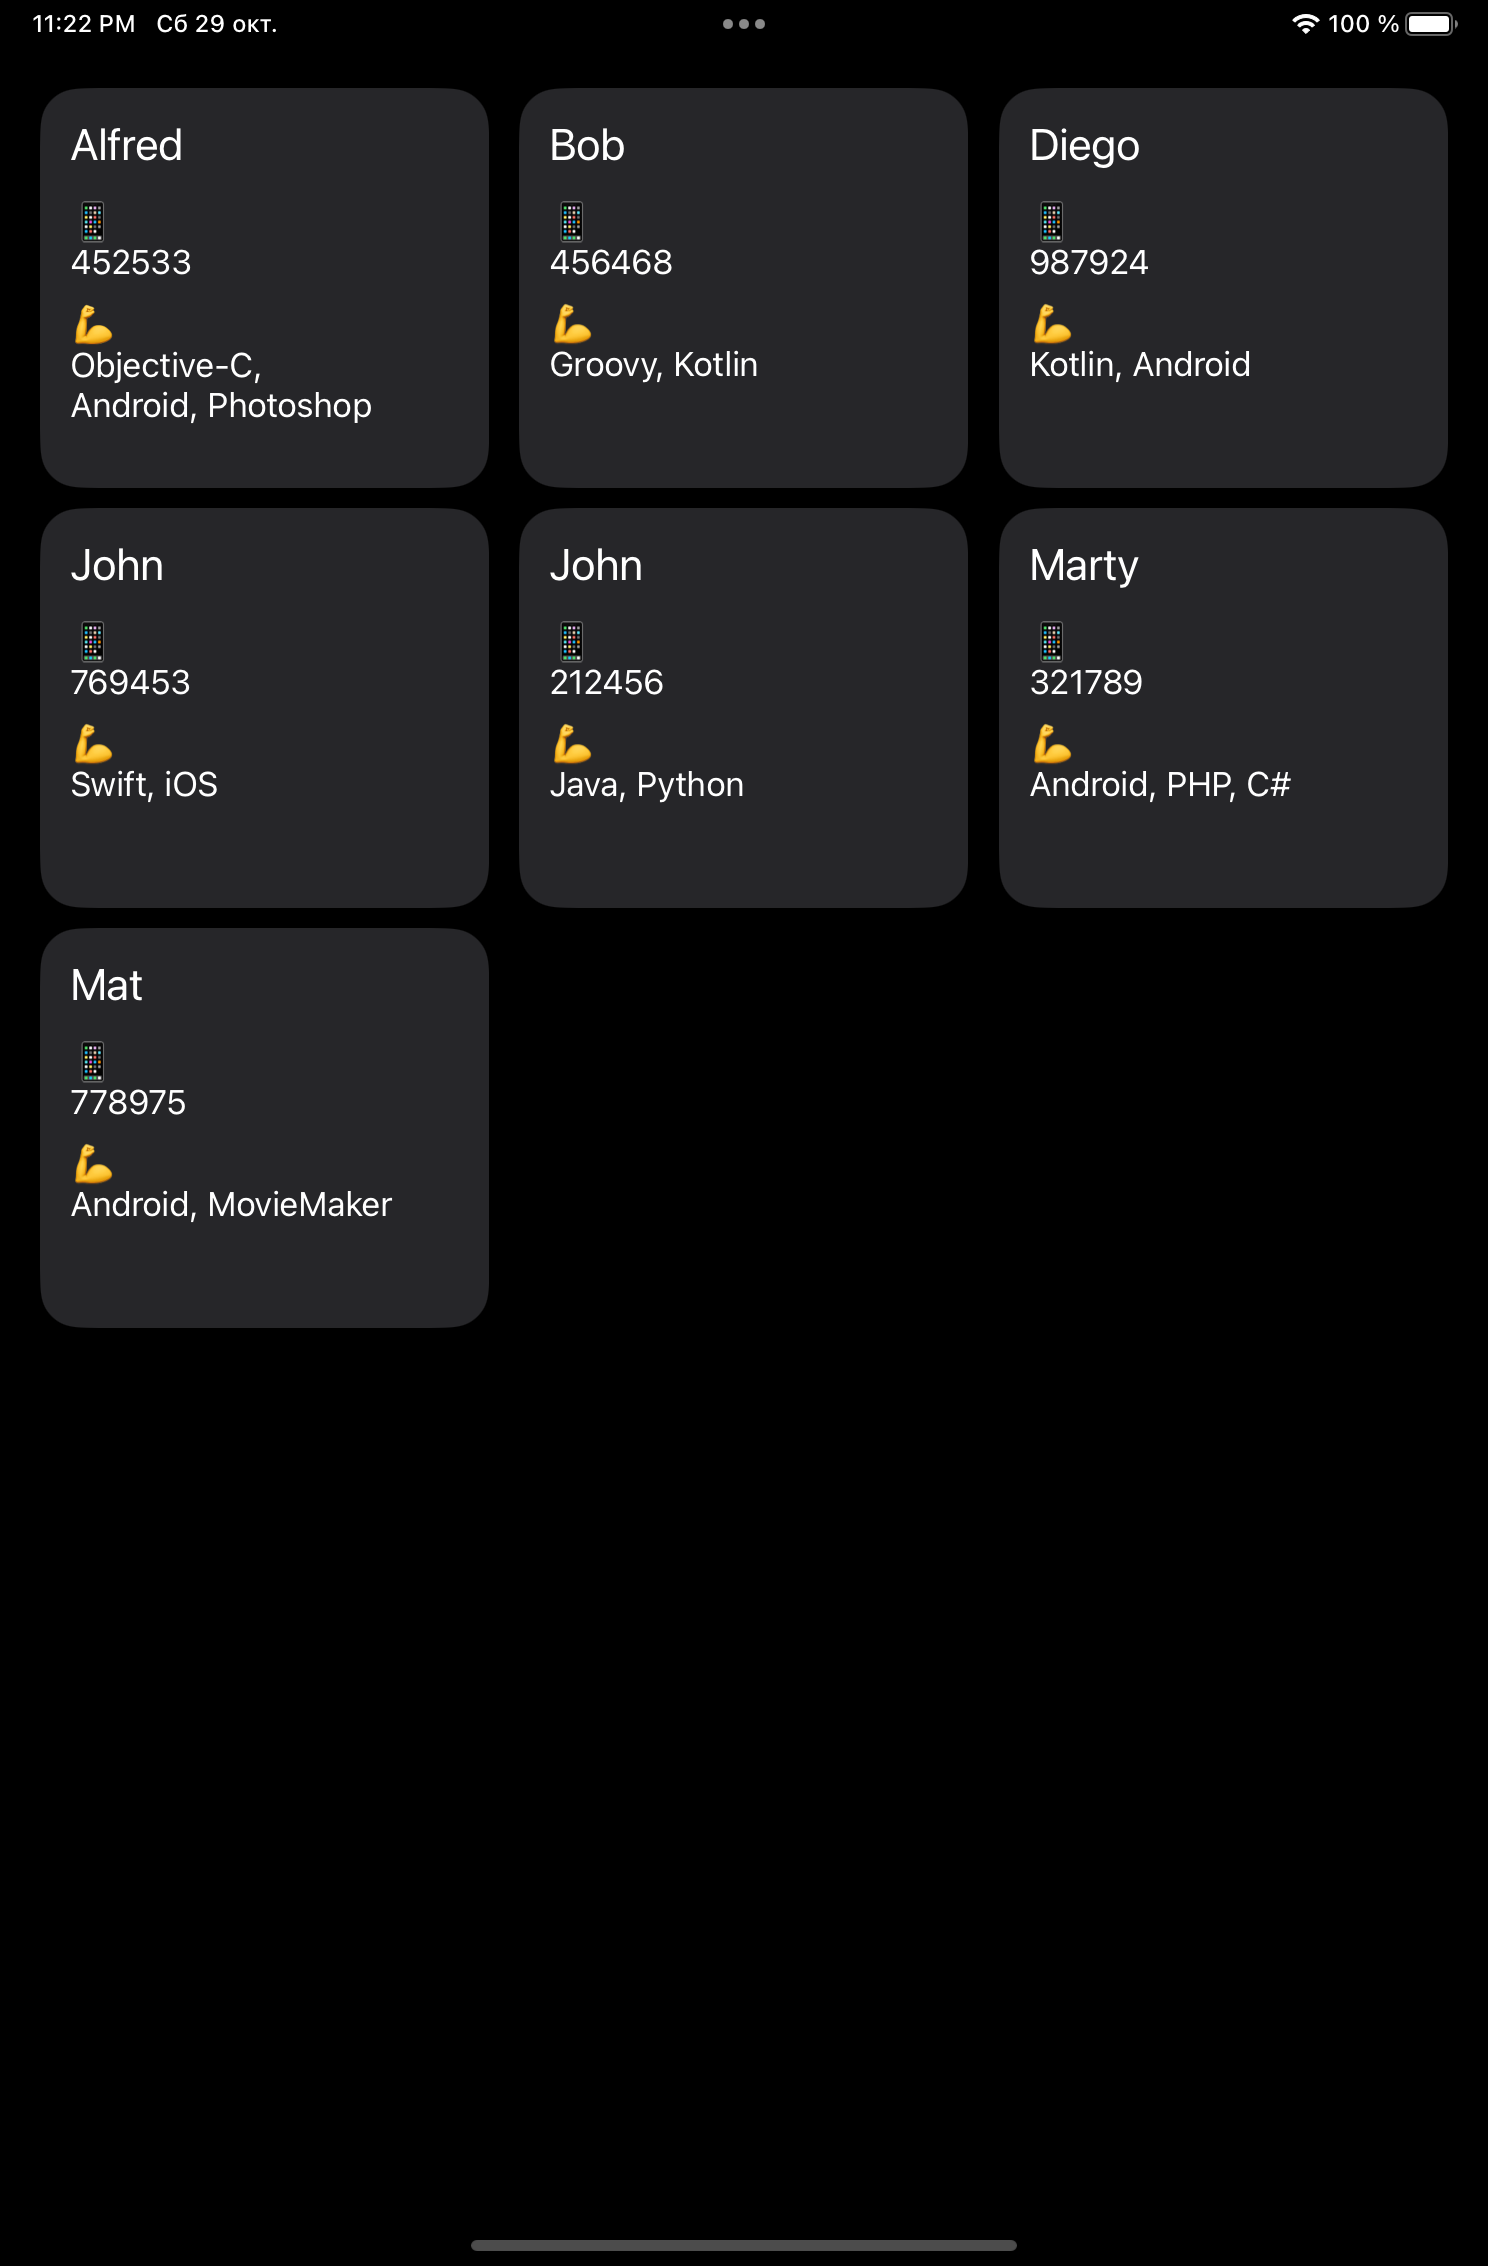 11:22 PM Сб 29 окт.
100 %
Alfred
📱
452533
💪
Objective-C,
Android, Photoshop
Bob
📱
456468
💪
Groovy, Kotlin
Diego
📱
987924
💪
Kotlin, Android
John
📱
769453
💪
Swift, iOS
John
📱
212456
💪
Java, Python
Marty
📱
321789
💪
Android, PHP, C#
Mat
📱
778975
💪
Android, MovieMaker